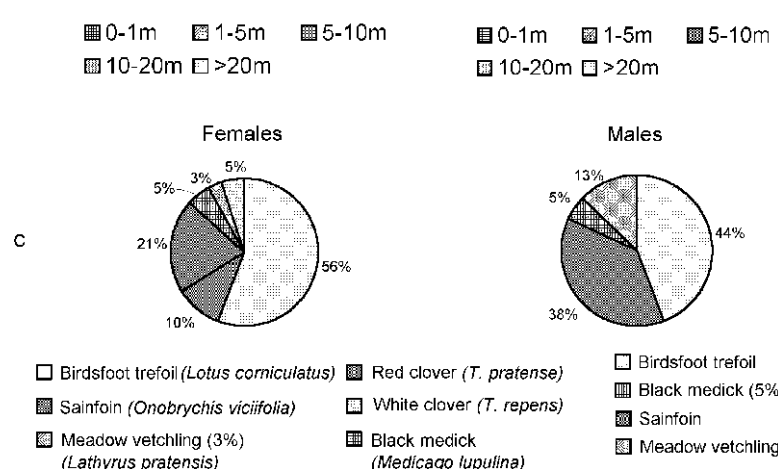 0-1m 1-5m 5-10m
10-20m >20m
0-1m 1-5m 5-10m
10-20m >20m
C
Females
5%
3%
5%
21%
10%
56%
Males
13%
5%
44%
38%
Birdsfoot trefoil (Lotus corniculatus)
Red clover (T. pratense)
Sainfoin (Onobrychis viciifolia)
White clover (T. repens)
Meadow vetchling (3%)
(Lathyrus pratensis)
Black medick
(Medicago lupulina)
Birdsfoot trefoil
Black medick (5%
Sainfoin
Meadow vetchling